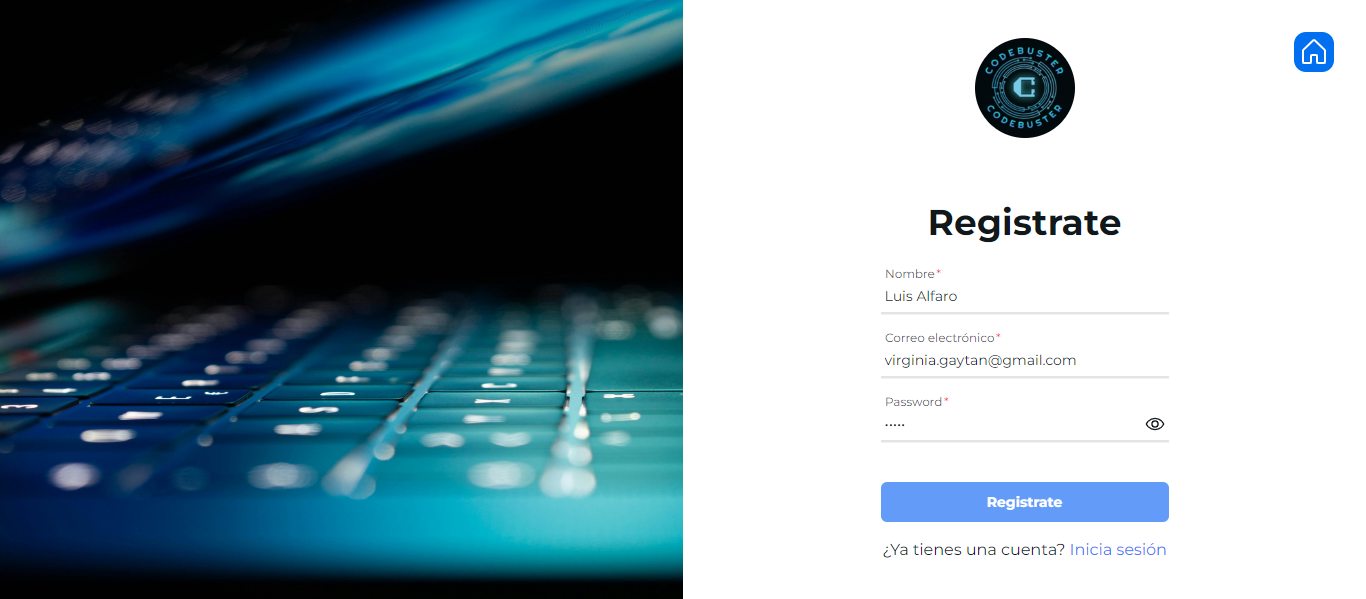 CODEBUSTER
C
CODEBUSTER
Registrate
Nombre*
Luis Alfaro
Correo electrónico*
virginia.gaytan@gmail.com
Password*
•••••
Registrate
¿Ya tienes una cuenta? Inicia sesión